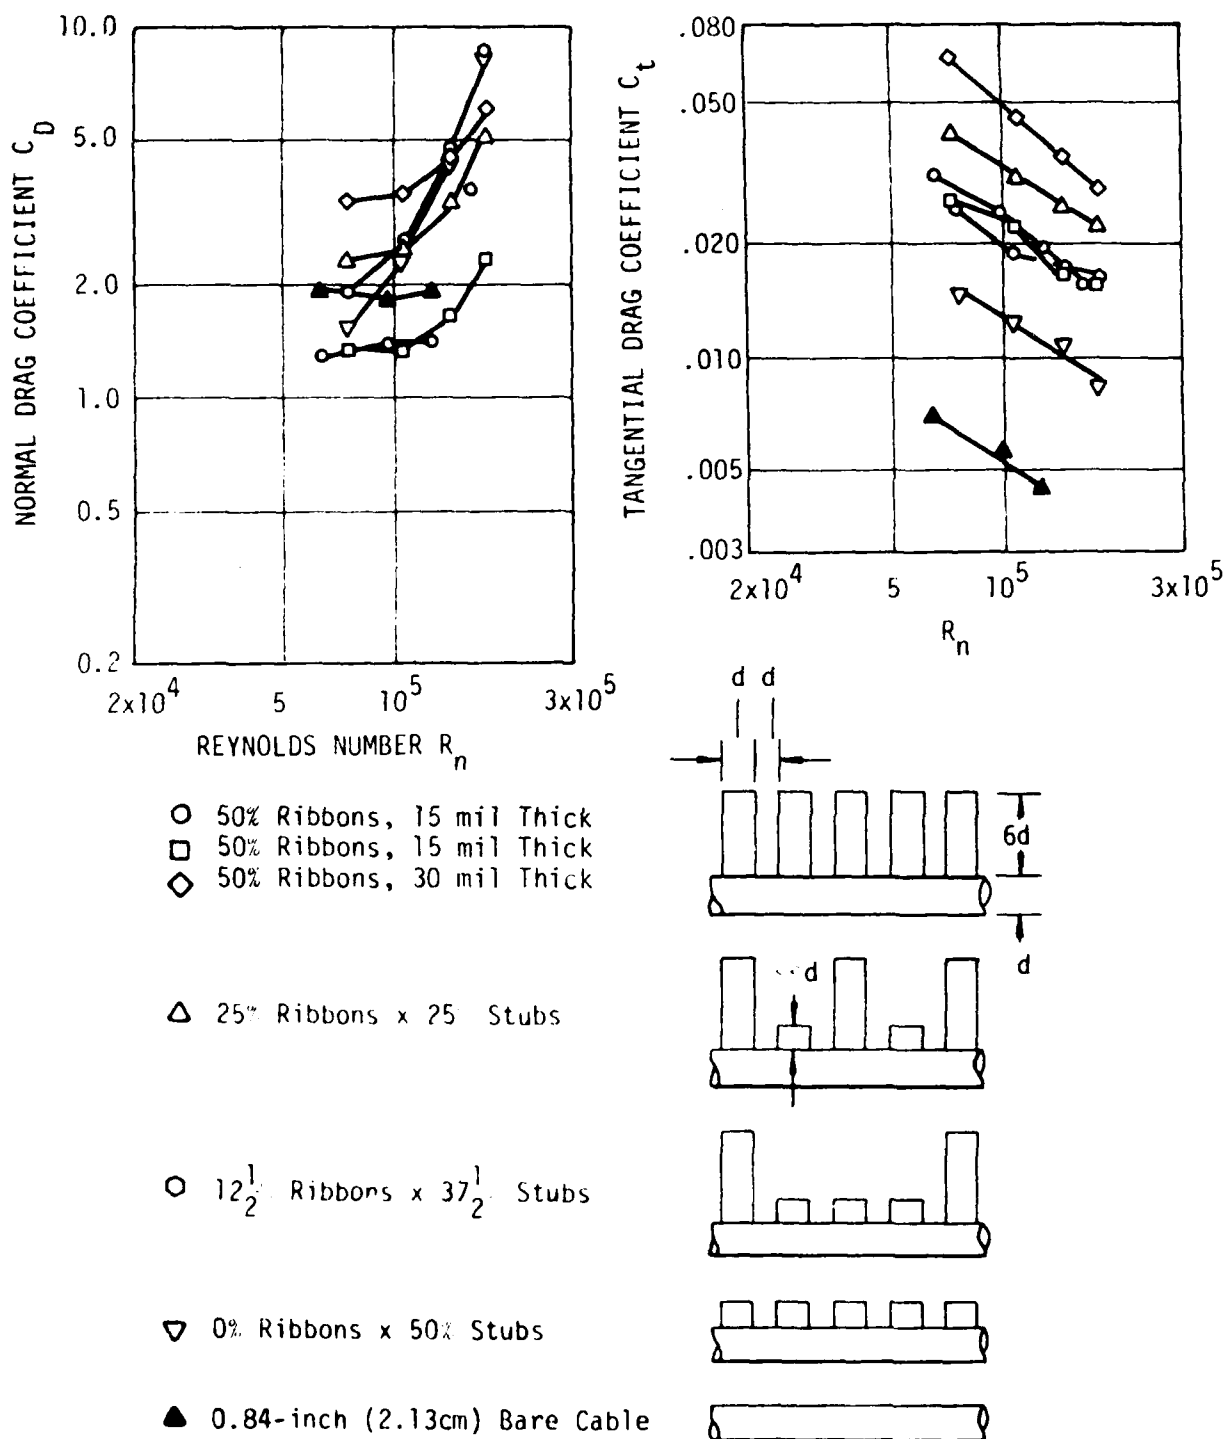 NORMAL DRAG COEFFICIENT C_D
10.0
5.0
2.0
1.0
0.5
0.2
2x10^4
5
10^5
3x10^5
REYNOLDS NUMBER R_n
TANGENTIAL DRAG COEFFICIENT C_t
.080
.050
.020
.010
.005
.003
2x10^4
5
10^5
3x10^5
R_n
50% Ribbons, 15 mil Thick
50% Ribbons, 15 mil Thick
50% Ribbons, 30 mil Thick
d d
6d
d
25% Ribbons x 25 Stubs
d
12 1/2 Ribbons x 37 1/2 Stubs
0% Ribbons x 50% Stubs
0.84-inch (2.13cm) Bare Cable